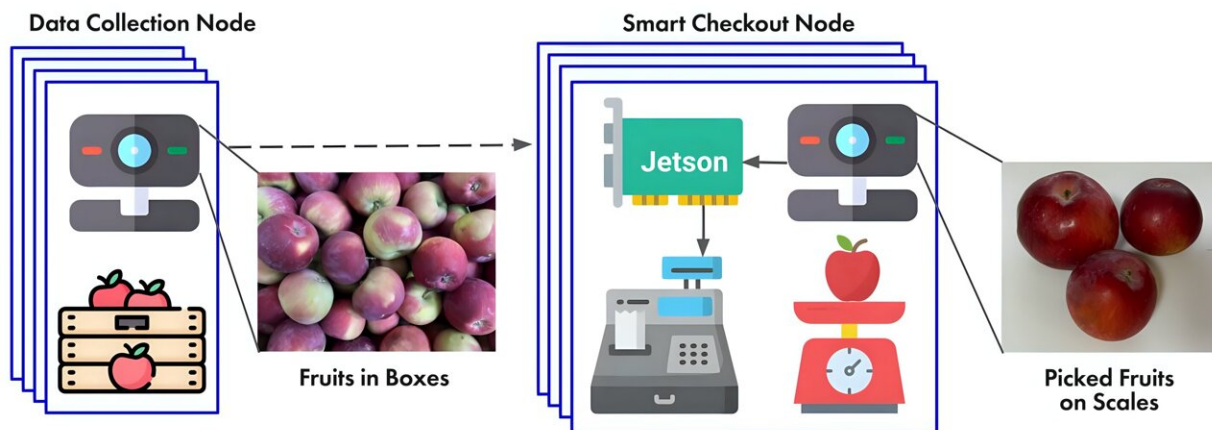 Data Collection Node
Smart Checkout Node
Jetson
Fruits in Boxes
Picked Fruits
on Scales